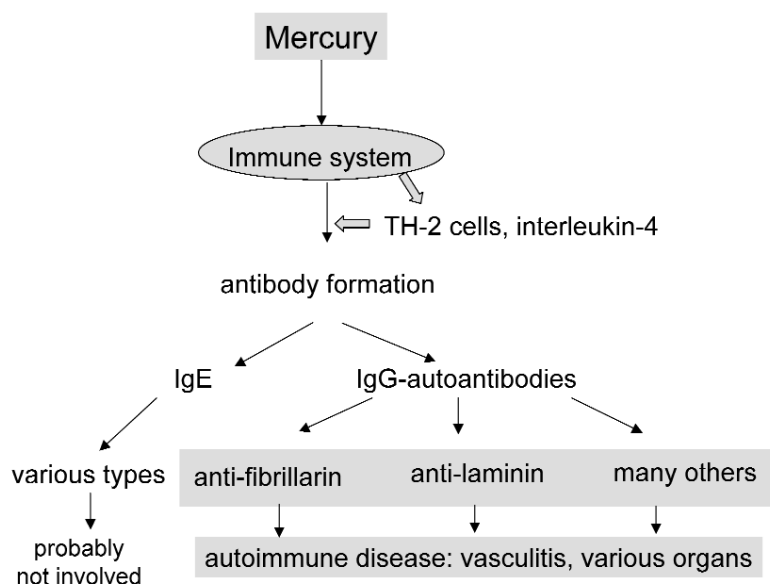 Mercury
Immune system
TH-2 cells, interleukin-4
antibody formation
IgE
IgG-autoantibodies
various types
anti-fibrillarin
anti-laminin
many others
probably
not involved
autoimmune disease: vasculitis, various organs